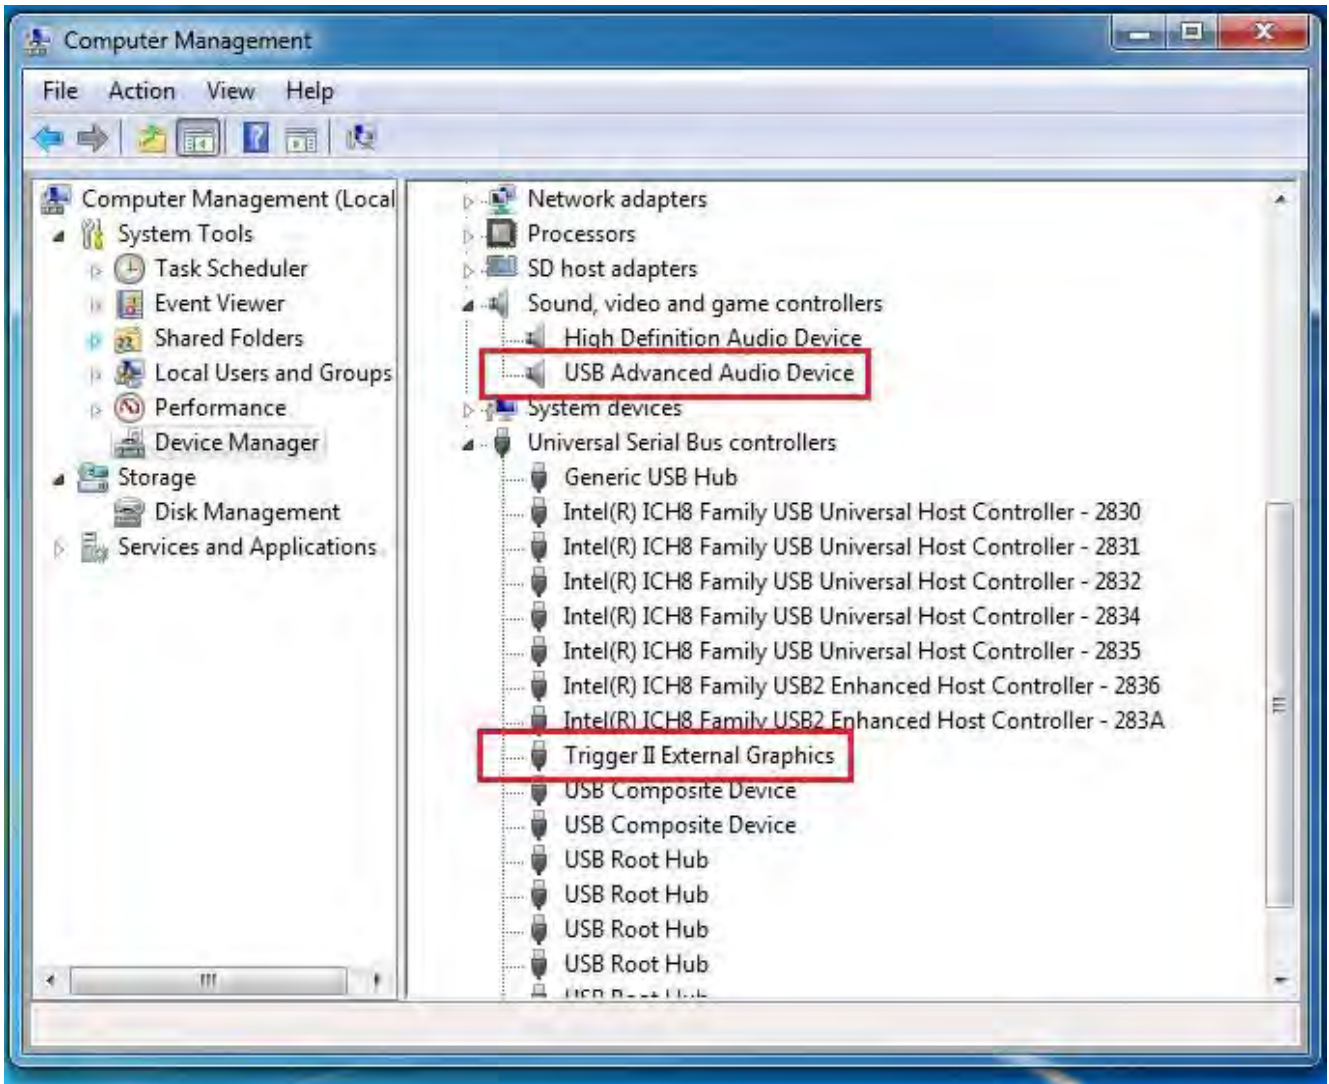 Computer Management
File Action View Help
Computer Management (Local
System Tools
Task Scheduler
Event Viewer
Shared Folders
Local Users and Groups
Performance
Device Manager
Storage
Disk Management
Services and Applications
Network adapters
Processors
SD host adapters
Sound, video and game controllers
High Definition Audio Device
USB Advanced Audio Device
System devices
Universal Serial Bus controllers
Generic USB Hub
Intel(R) ICH8 Family USB Universal Host Controller - 2830
Intel(R) ICH8 Family USB Universal Host Controller - 2831
Intel(R) ICH8 Family USB Universal Host Controller - 2832
Intel(R) ICH8 Family USB Universal Host Controller - 2834
Intel(R) ICH8 Family USB Universal Host Controller - 2835
Intel(R) ICH8 Family USB2 Enhanced Host Controller - 2836
Intel(R) ICH8 Family USB2 Enhanced Host Controller - 283A
Trigger II External Graphics
USB Composite Device
USB Composite Device
USB Root Hub
USB Root Hub
USB Root Hub
USB Root Hub
USB Root Hub